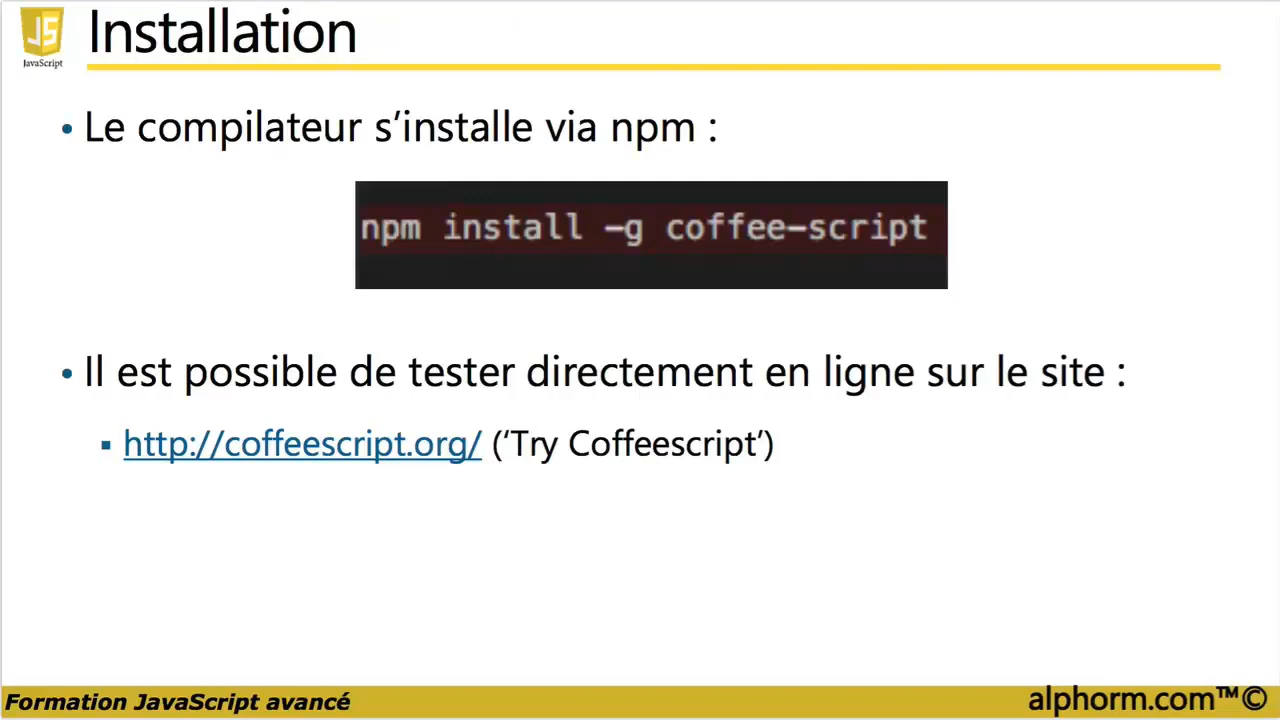 JS
JavaScript
Installation
• Le compilateur s’installe via npm :
npm install -g coffee-script
• Il est possible de tester directement en ligne sur le site :
▪ http://coffeescript.org/ (‘Try Coffeescript’)
Formation JavaScript avancé
alphorm.com™©